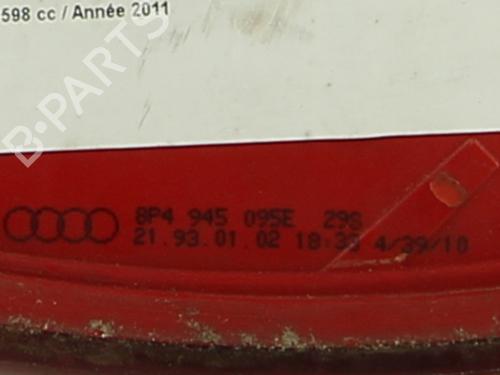 598 cc / Année 2011
B-PARTS
8P4 945 095E 29S
21.93.01.02 18:33 4/39/10